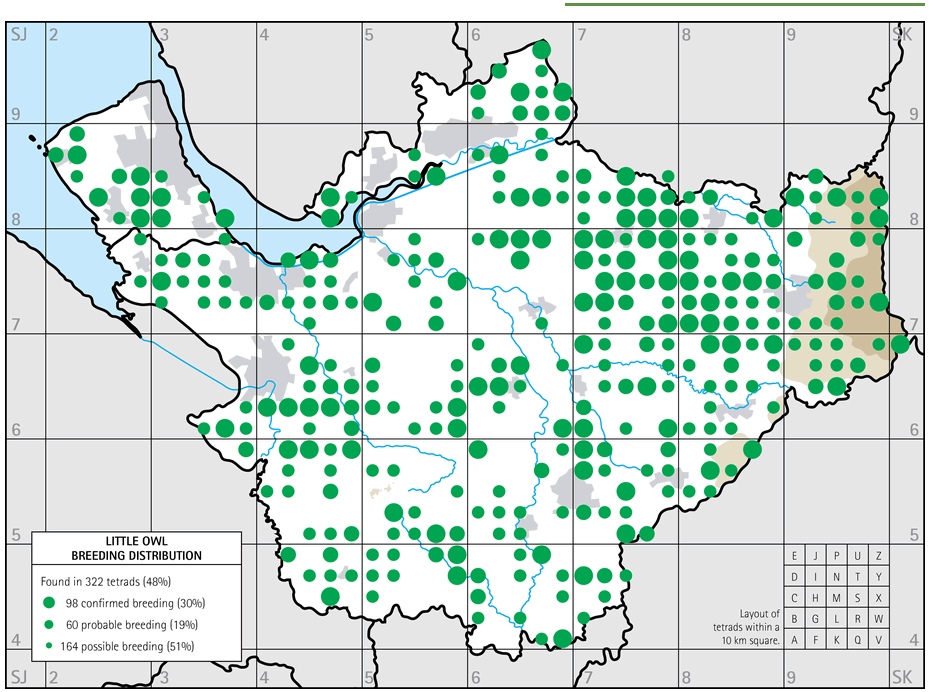 SJ 2 3 4 5 6 7 8 9 SK
9 9
8 8
7 7
6 6
5 5
LITTLE OWL
BREEDING DISTRIBUTION
Found in 322 tetrads (48%)
98 confirmed breeding (30%)
60 probable breeding (19%)
164 possible breeding (51%)
E J P U Z
D I N T Y
C H M S X
B G L R W
A F K Q V
Layout of
tetrads within a
10 km square.
4 4
SJ 2 3 4 5 6 7 8 9 SK